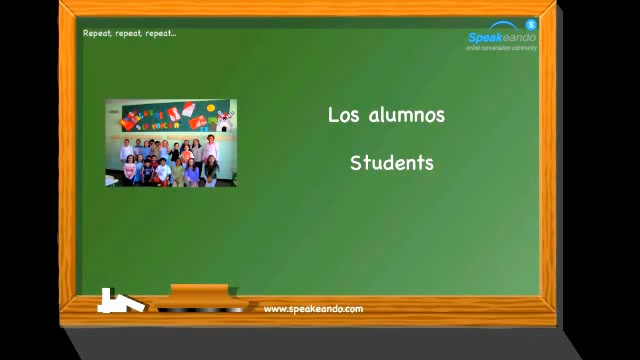 Repeat, repeat, repeat...
Speakeando
online conversation community
Los alumnos
Students
www.speakeando.com